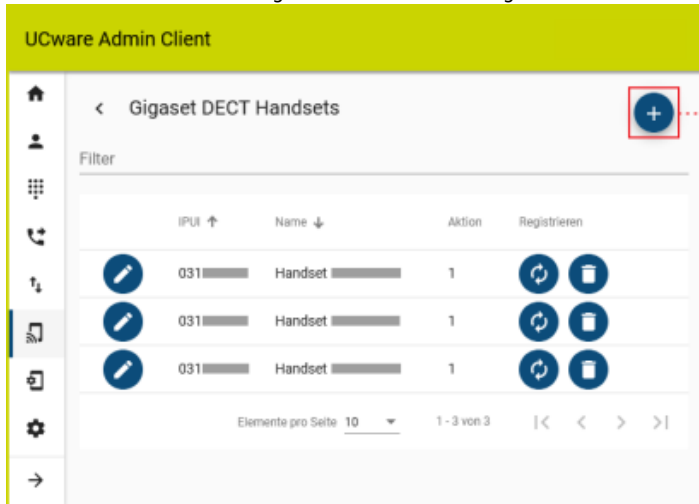 UCware Admin Client
Gigaset DECT Handsets
Filter
IPUI Name Aktion Registrieren
031 Handset 1
031 Handset 1
031 Handset 1
Elemente pro Seite 10 1 - 3 von 3